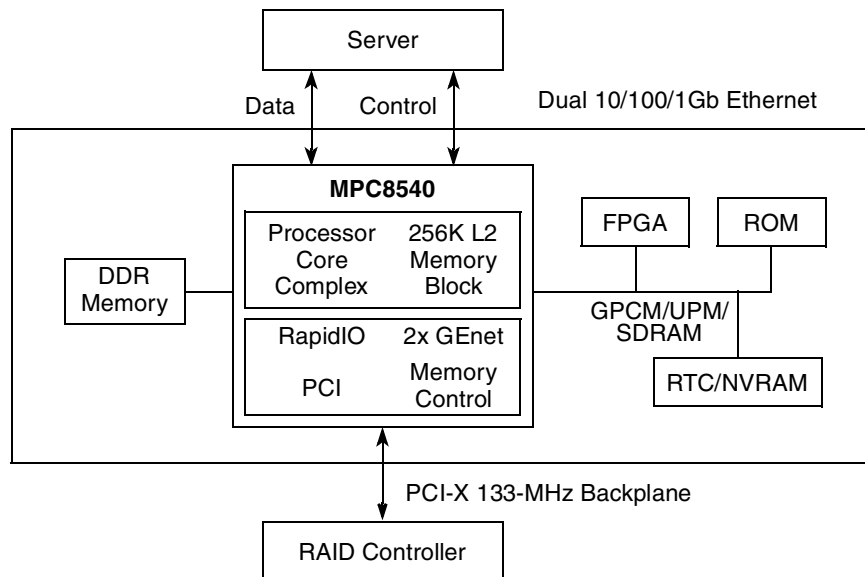 Server
Data
Control
Dual 10/100/1Gb Ethernet
MPC8540
Processor
Core
Complex
256K L2
Memory
Block
RapidIO
2x GEnet
PCI
Memory
Control
DDR
Memory
FPGA
ROM
GPCM/UPM/
SDRAM
RTC/NVRAM
PCI-X 133-MHz Backplane
RAID Controller